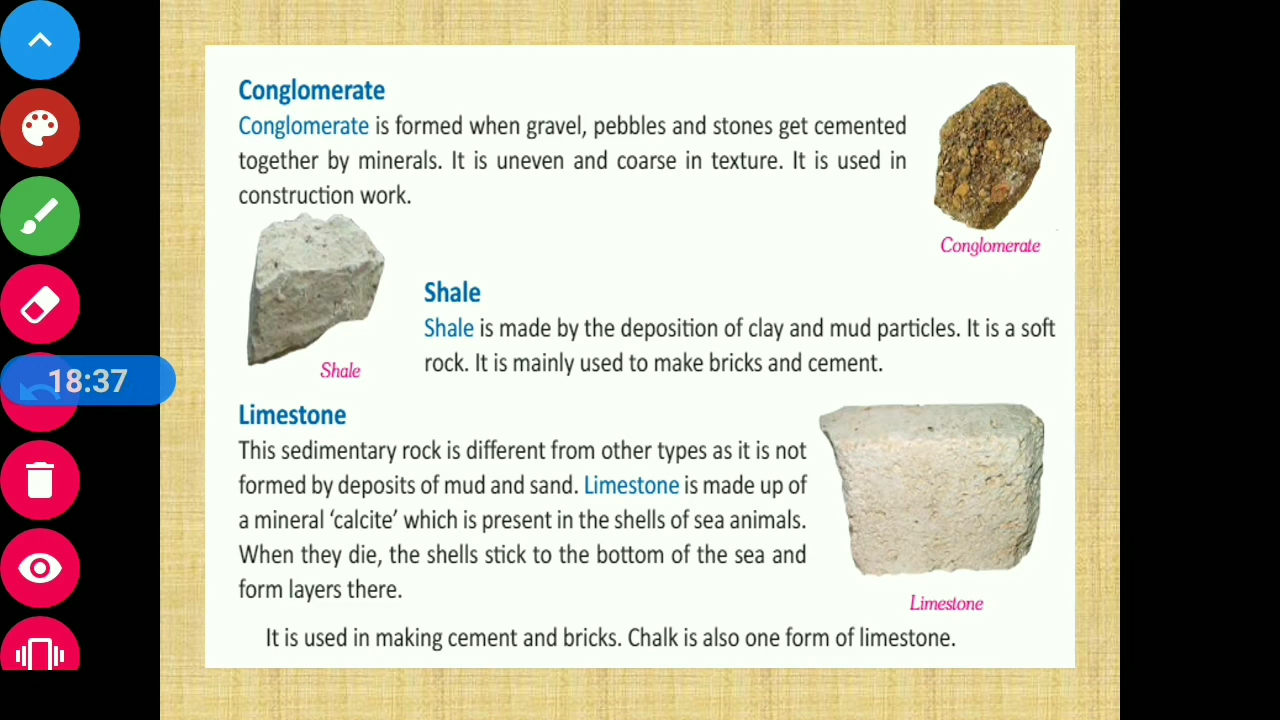 Conglomerate
Conglomerate is formed when gravel, pebbles and stones get cemented
together by minerals. It is uneven and coarse in texture. It is used in
construction work.
Conglomerate
Shale
Shale is made by the deposition of clay and mud particles. It is a soft
rock. It is mainly used to make bricks and cement.
Shale
18:37
Limestone
This sedimentary rock is different from other types as it is not
formed by deposits of mud and sand. Limestone is made up of
a mineral ‘calcite’ which is present in the shells of sea animals.
When they die, the shells stick to the bottom of the sea and
form layers there.
Limestone
It is used in making cement and bricks. Chalk is also one form of limestone.